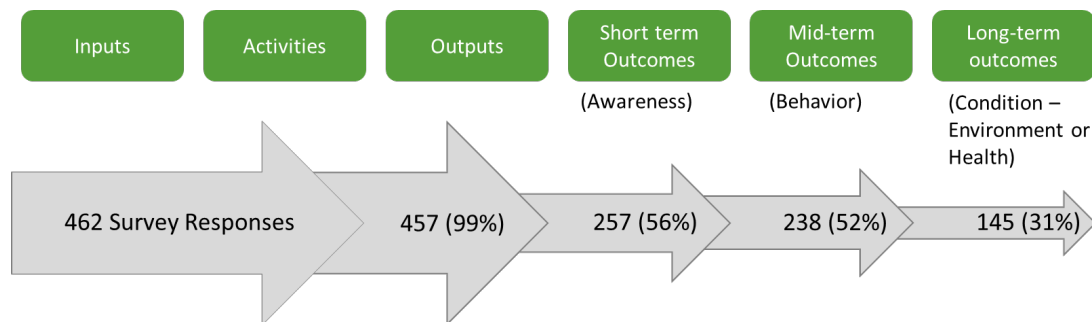 Inputs
Activities
Outputs
Short term
Outcomes
Mid-term
Outcomes
Long-term
outcomes
(Awareness)
(Behavior)
(Condition –
Environment or
Health)
462 Survey Responses
457 (99%)
257 (56%)
238 (52%)
145 (31%)